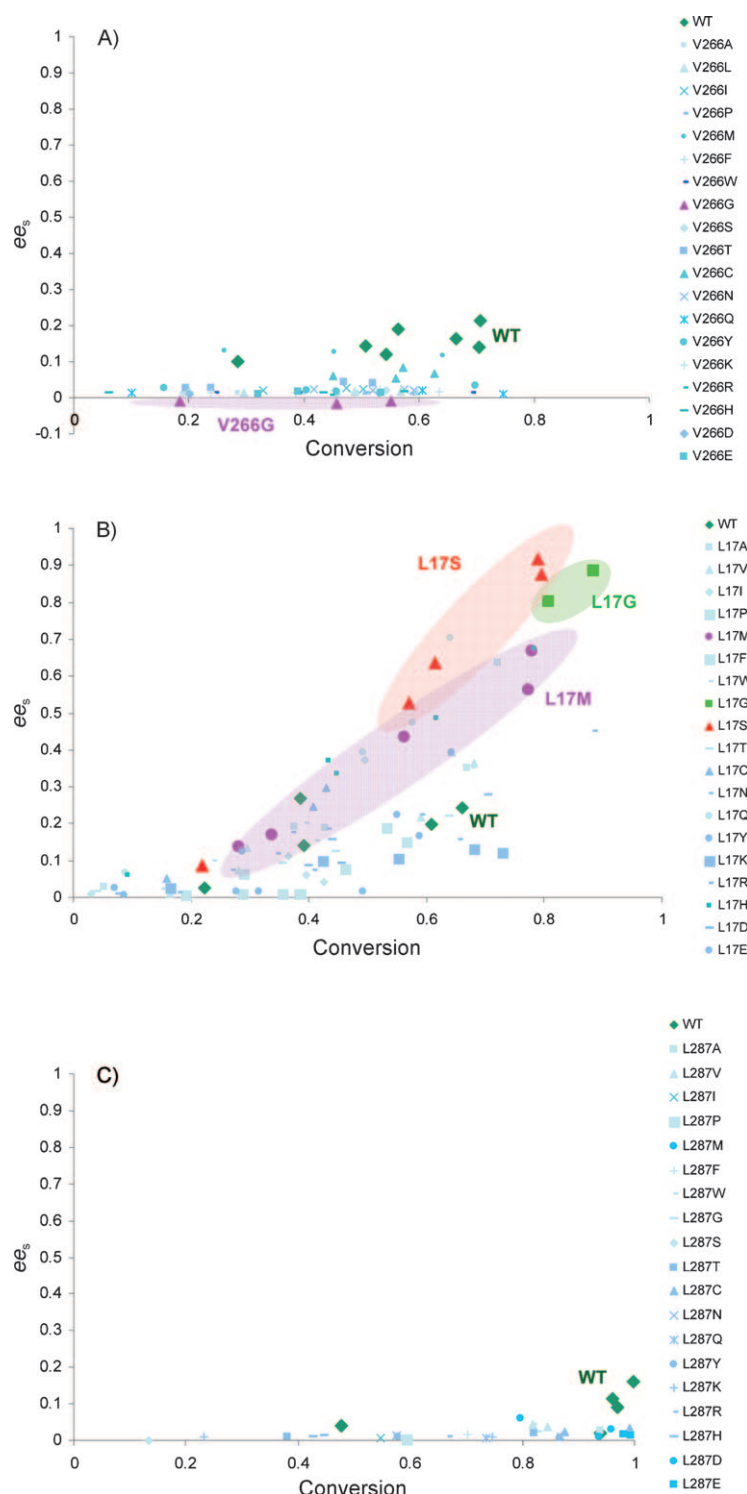 A)
1
0.9
0.8
0.7
0.6
0.5
0.4
0.3
0.2
0.1
0
-0.1
ees
0.2
0.4
0.6
0.8
1
Conversion
WT
V266G
WT
V266A
V266L
V266I
V266P
V266M
V266F
V266W
V266G
V266S
V266T
V266C
V266N
V266Q
V266Y
V266K
V266R
V266H
V266D
V266E
B)
1
0.9
0.8
0.7
0.6
0.5
0.4
0.3
0.2
0.1
0
ees
0
0.2
0.4
0.6
0.8
1
Conversion
L17S
L17G
L17M
WT
WT
L17A
L17V
L17I
L17P
L17M
L17F
L17W
L17G
L17S
L17T
L17C
L17N
L17Q
L17Y
L17K
L17R
L17H
L17D
L17E
C)
1
0.9
0.8
0.7
0.6
0.5
0.4
0.3
0.2
0.1
0
ees
0
0.2
0.4
0.6
0.8
1
Conversion
WT
WT
L287A
L287V
L287I
L287P
L287M
L287F
L287W
L287G
L287S
L287T
L287C
L287N
L287Q
L287Y
L287K
L287R
L287H
L287D
L287E